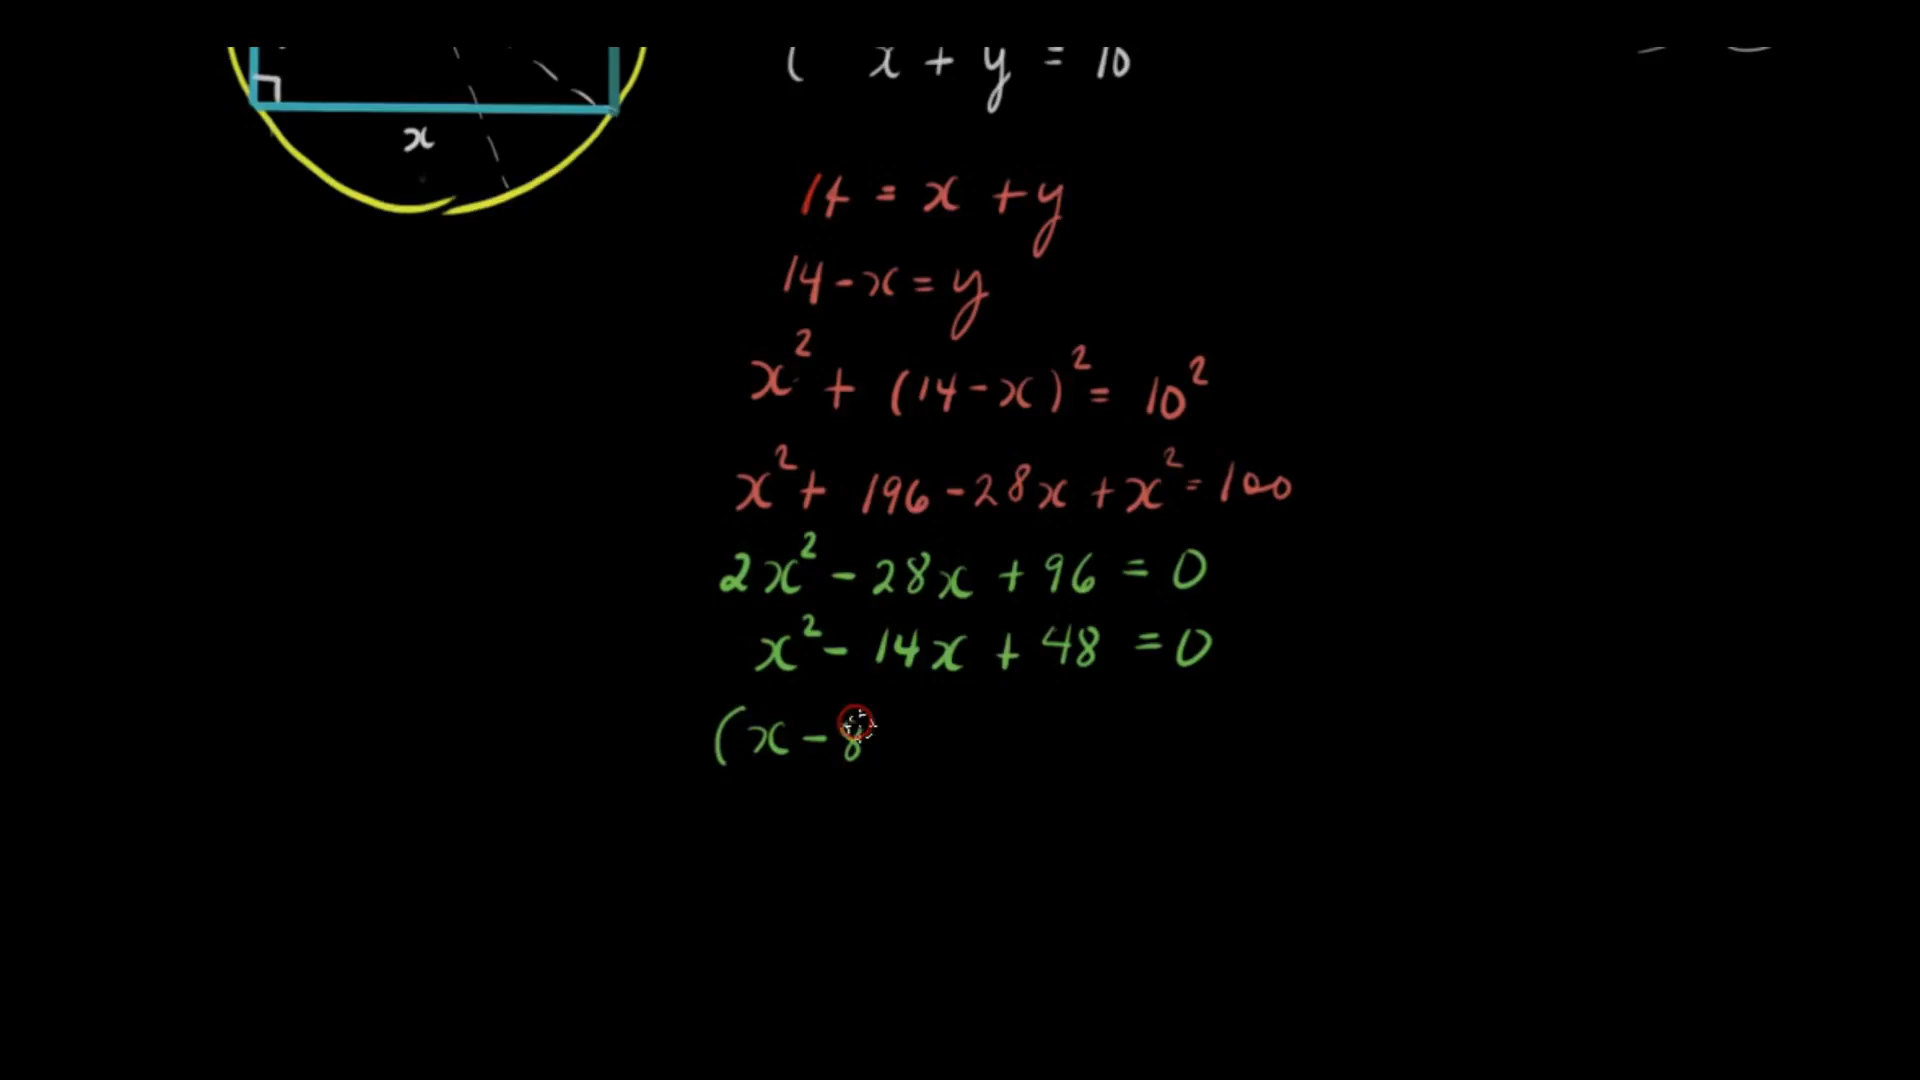 x + y = 10
x
14 = x + y
14 - x = y
x² + (14 - x)² = 10²
x² + 196 - 28x + x² = 100
2x² - 28x + 96 = 0
x² - 14x + 48 = 0
(x - 8